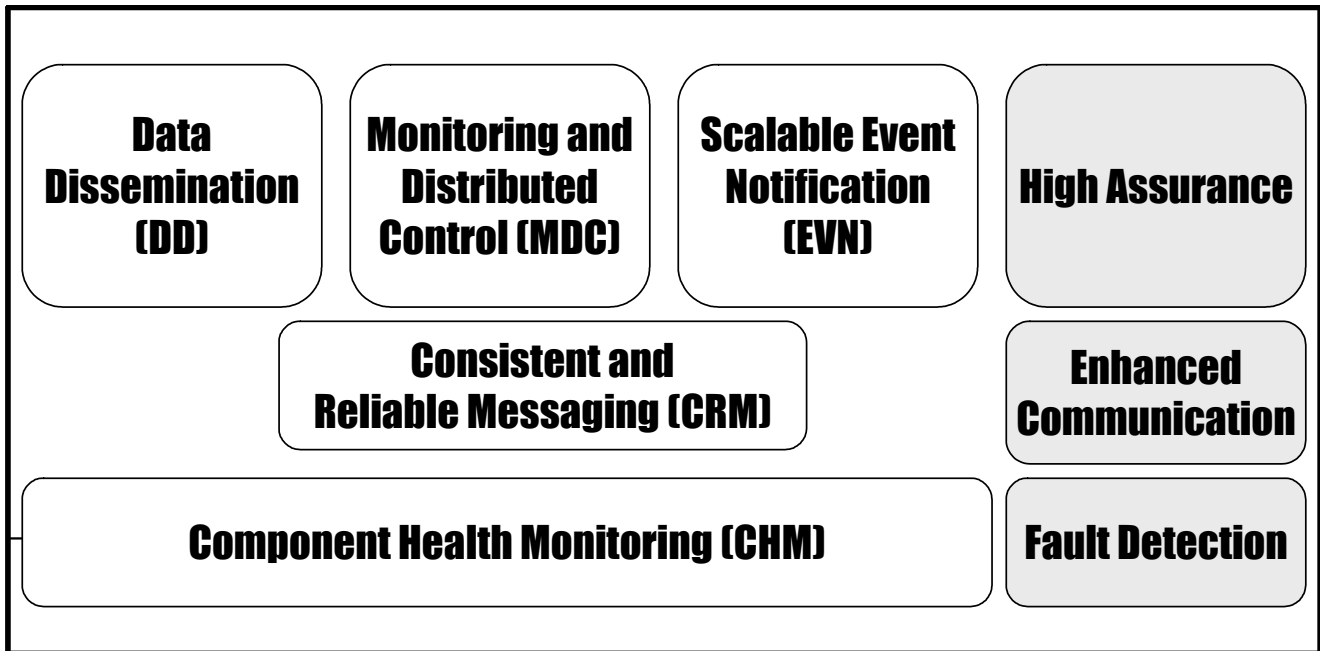 Data
Dissemination
(DD)
Monitoring and
Distributed
Control (MDC)
Scalable Event
Notification
(EVN)
High Assurance
Consistent and
Reliable Messaging (CRM)
Enhanced
Communication
Component Health Monitoring (CHM)
Fault Detection